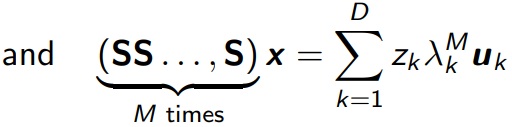 and (SS ..., S) x = ∑_{k=1}^{D} z_k λ_k^M u_k
M times